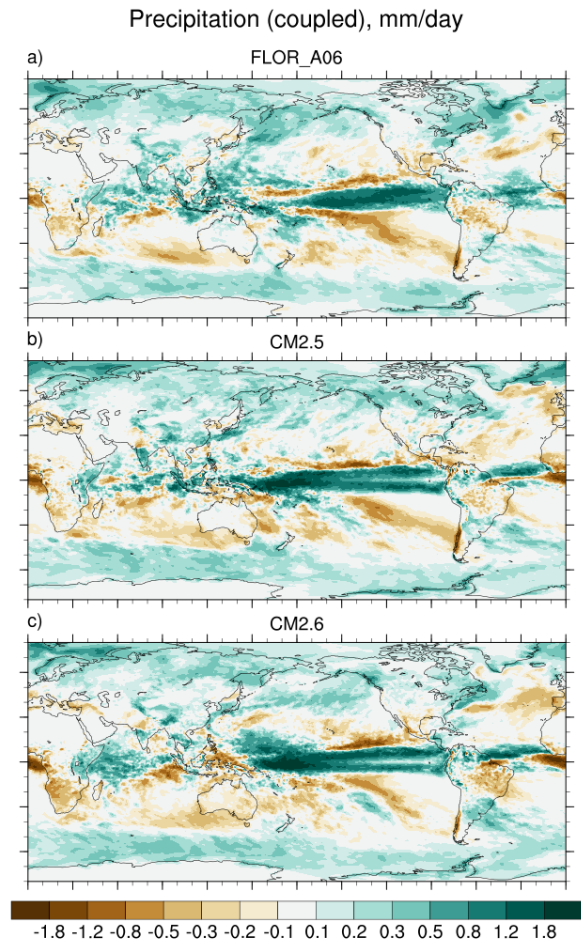 Precipitation (coupled), mm/day
a)
FLOR_A06
b)
CM2.5
c)
CM2.6
-1.8 -1.2 -0.8 -0.5 -0.3 -0.2 -0.1 0.1 0.2 0.3 0.5 0.8 1.2 1.8